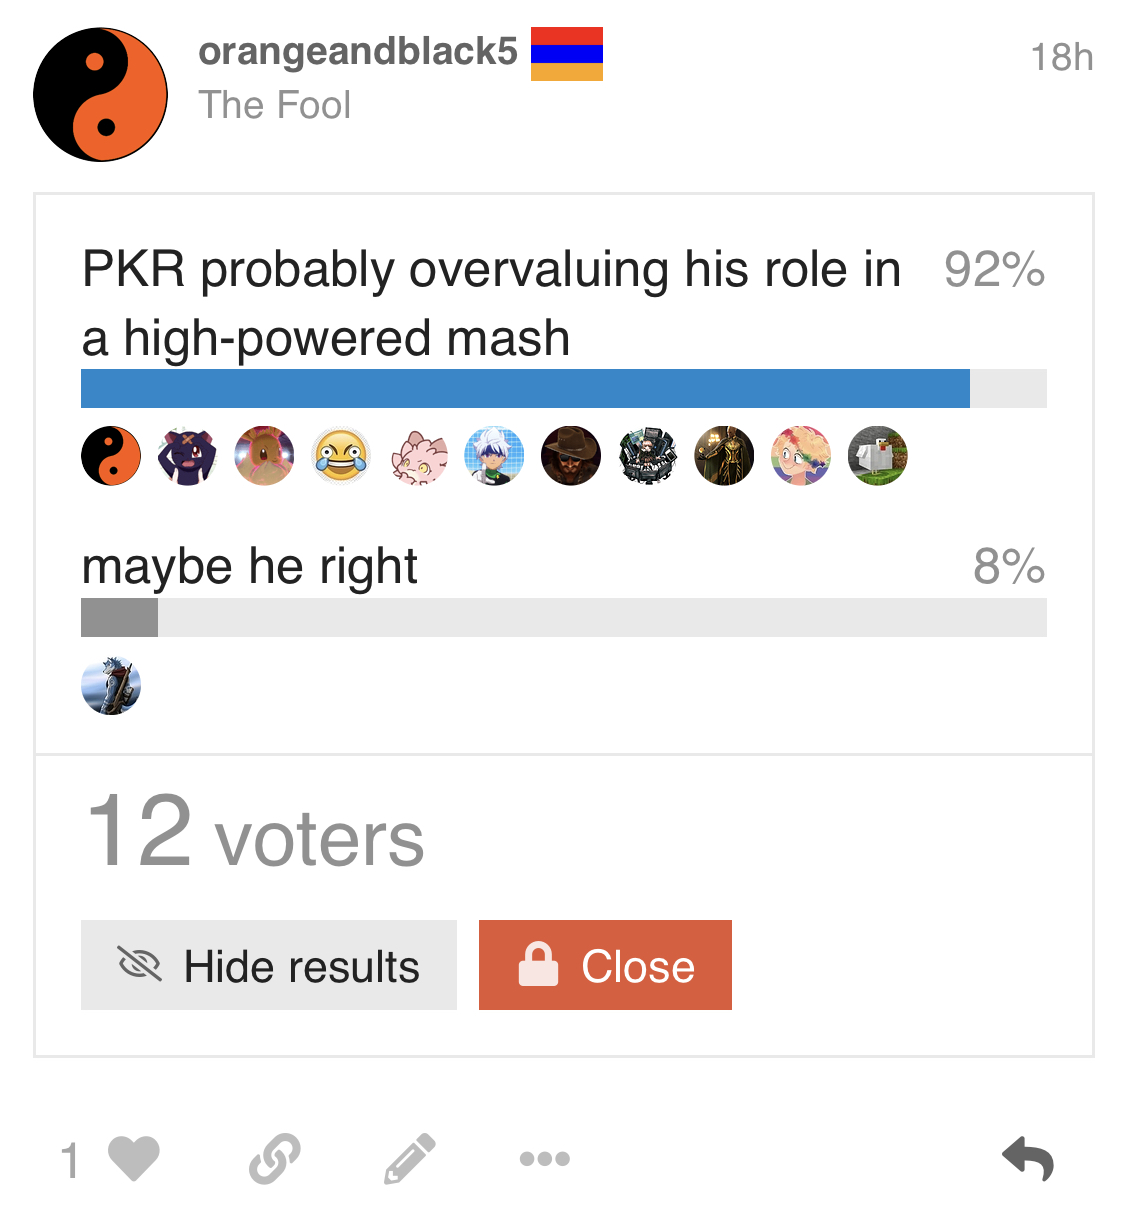 orangeandblack5
18h
The Fool
PKR probably overvaluing his role in
92%
a high-powered mash
maybe he right
8%
12 voters
Hide results
Close
1